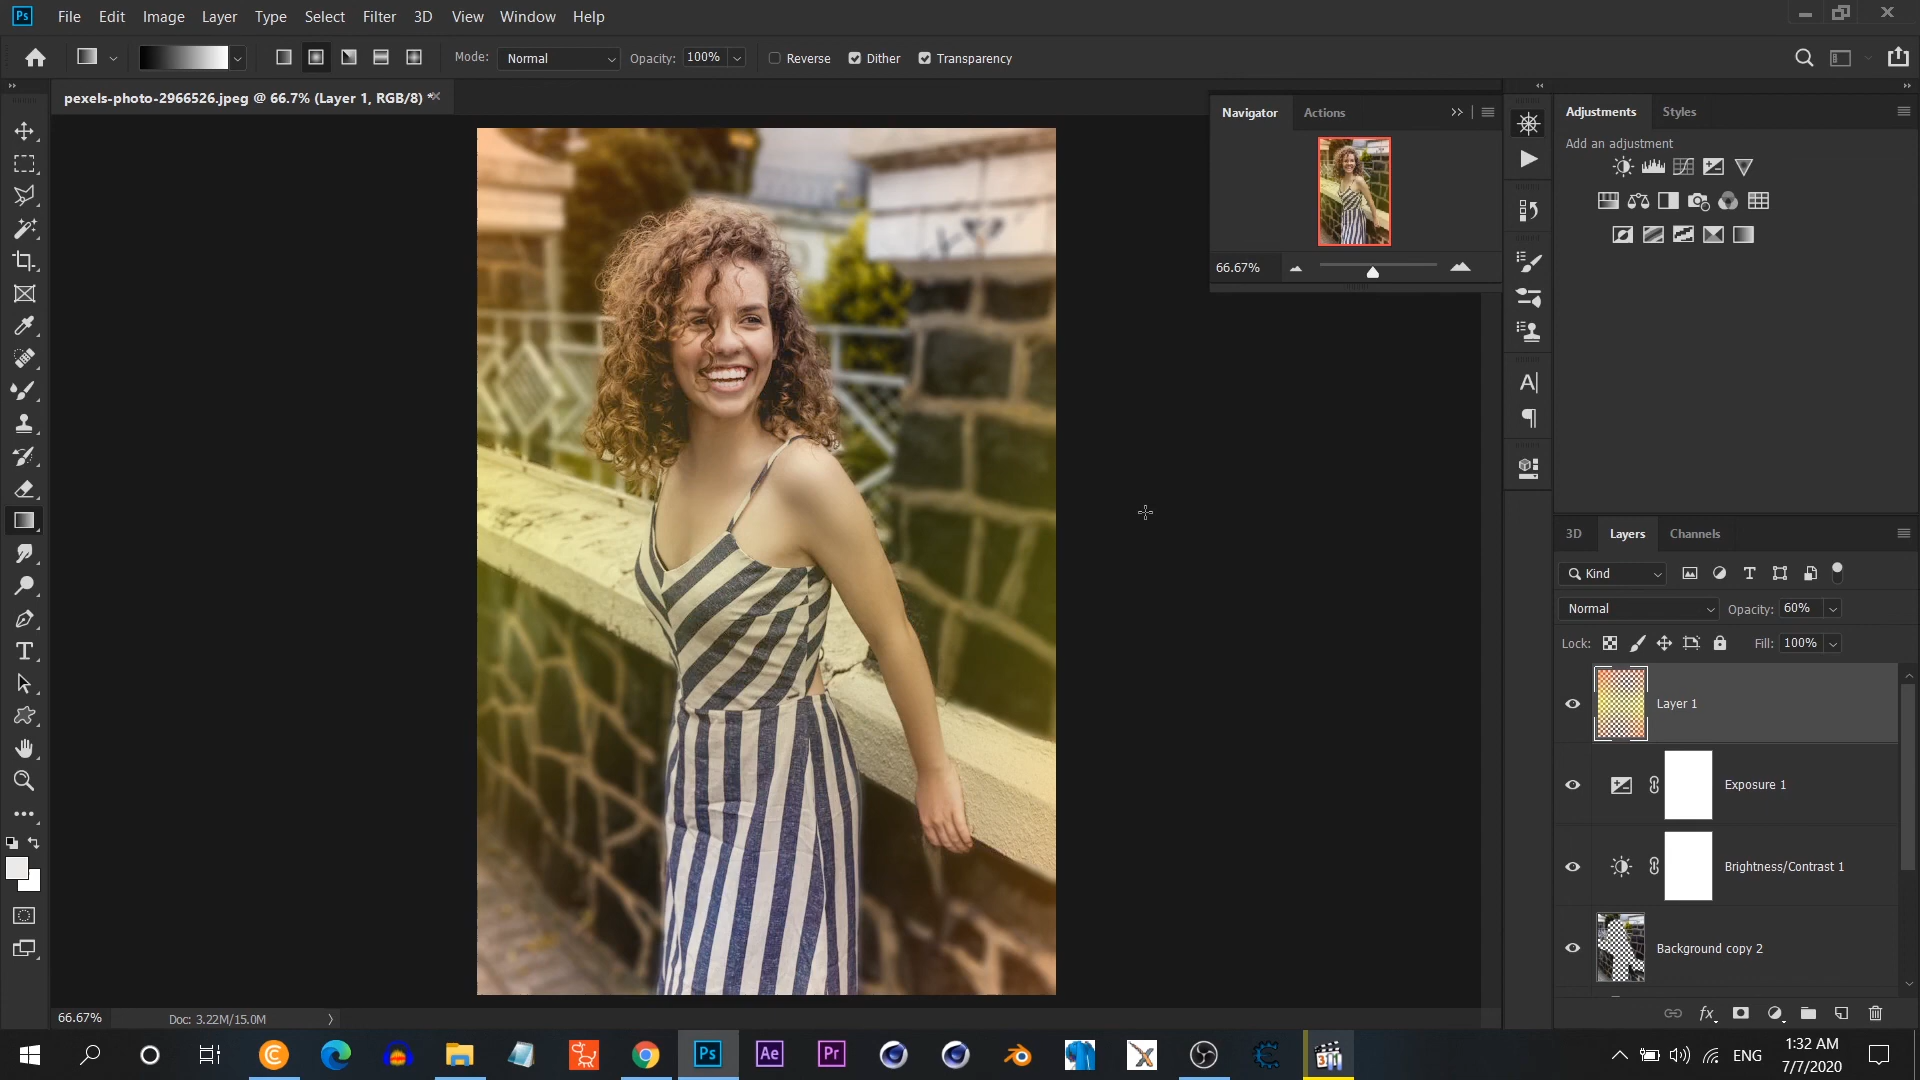 Ps File Edit Image Layer Type Select Filter 3D View Window Help
Mode: Normal Opacity: 100% Reverse Dither Transparency
pexels-photo-2966526.jpeg @ 66.7% (Layer 1, RGB/8) *
Navigator Actions
66.67%
Adjustments Styles
Add an adjustment
3D Layers Channels
Kind
Normal Opacity: 60%
Lock: Fill: 100%
Layer 1
Exposure 1
Brightness/Contrast 1
Background copy 2
fx
66.67% Doc: 3.22M/15.0M
Ps Ae Pr
ENG
1:32 AM
7/7/2020